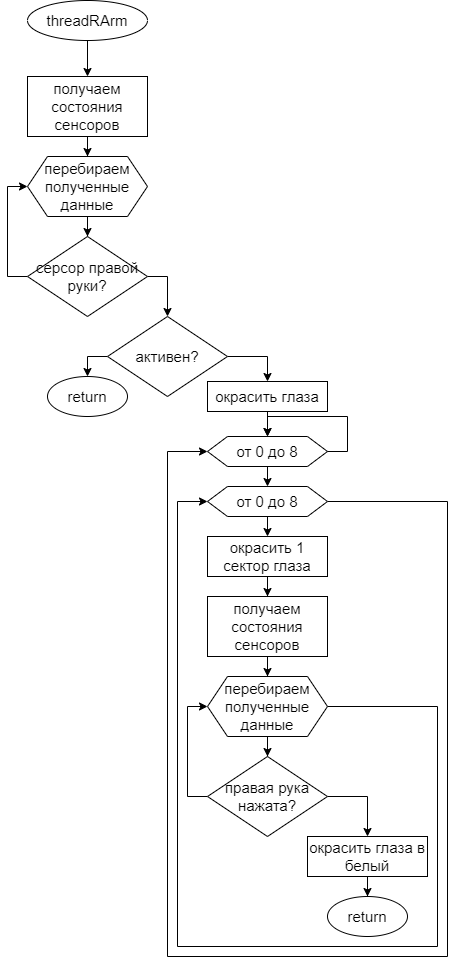 threadRArm
получаем
состояния
сенсоров
перебираем
полученные
данные
серсор правой
руки?
активен?
return
окрасить глаза
от 0 до 8
от 0 до 8
окрасить 1
сектор глаза
получаем
состояния
сенсоров
перебираем
полученные
данные
правая рука
нажата?
окрасить глаза в
белый
return